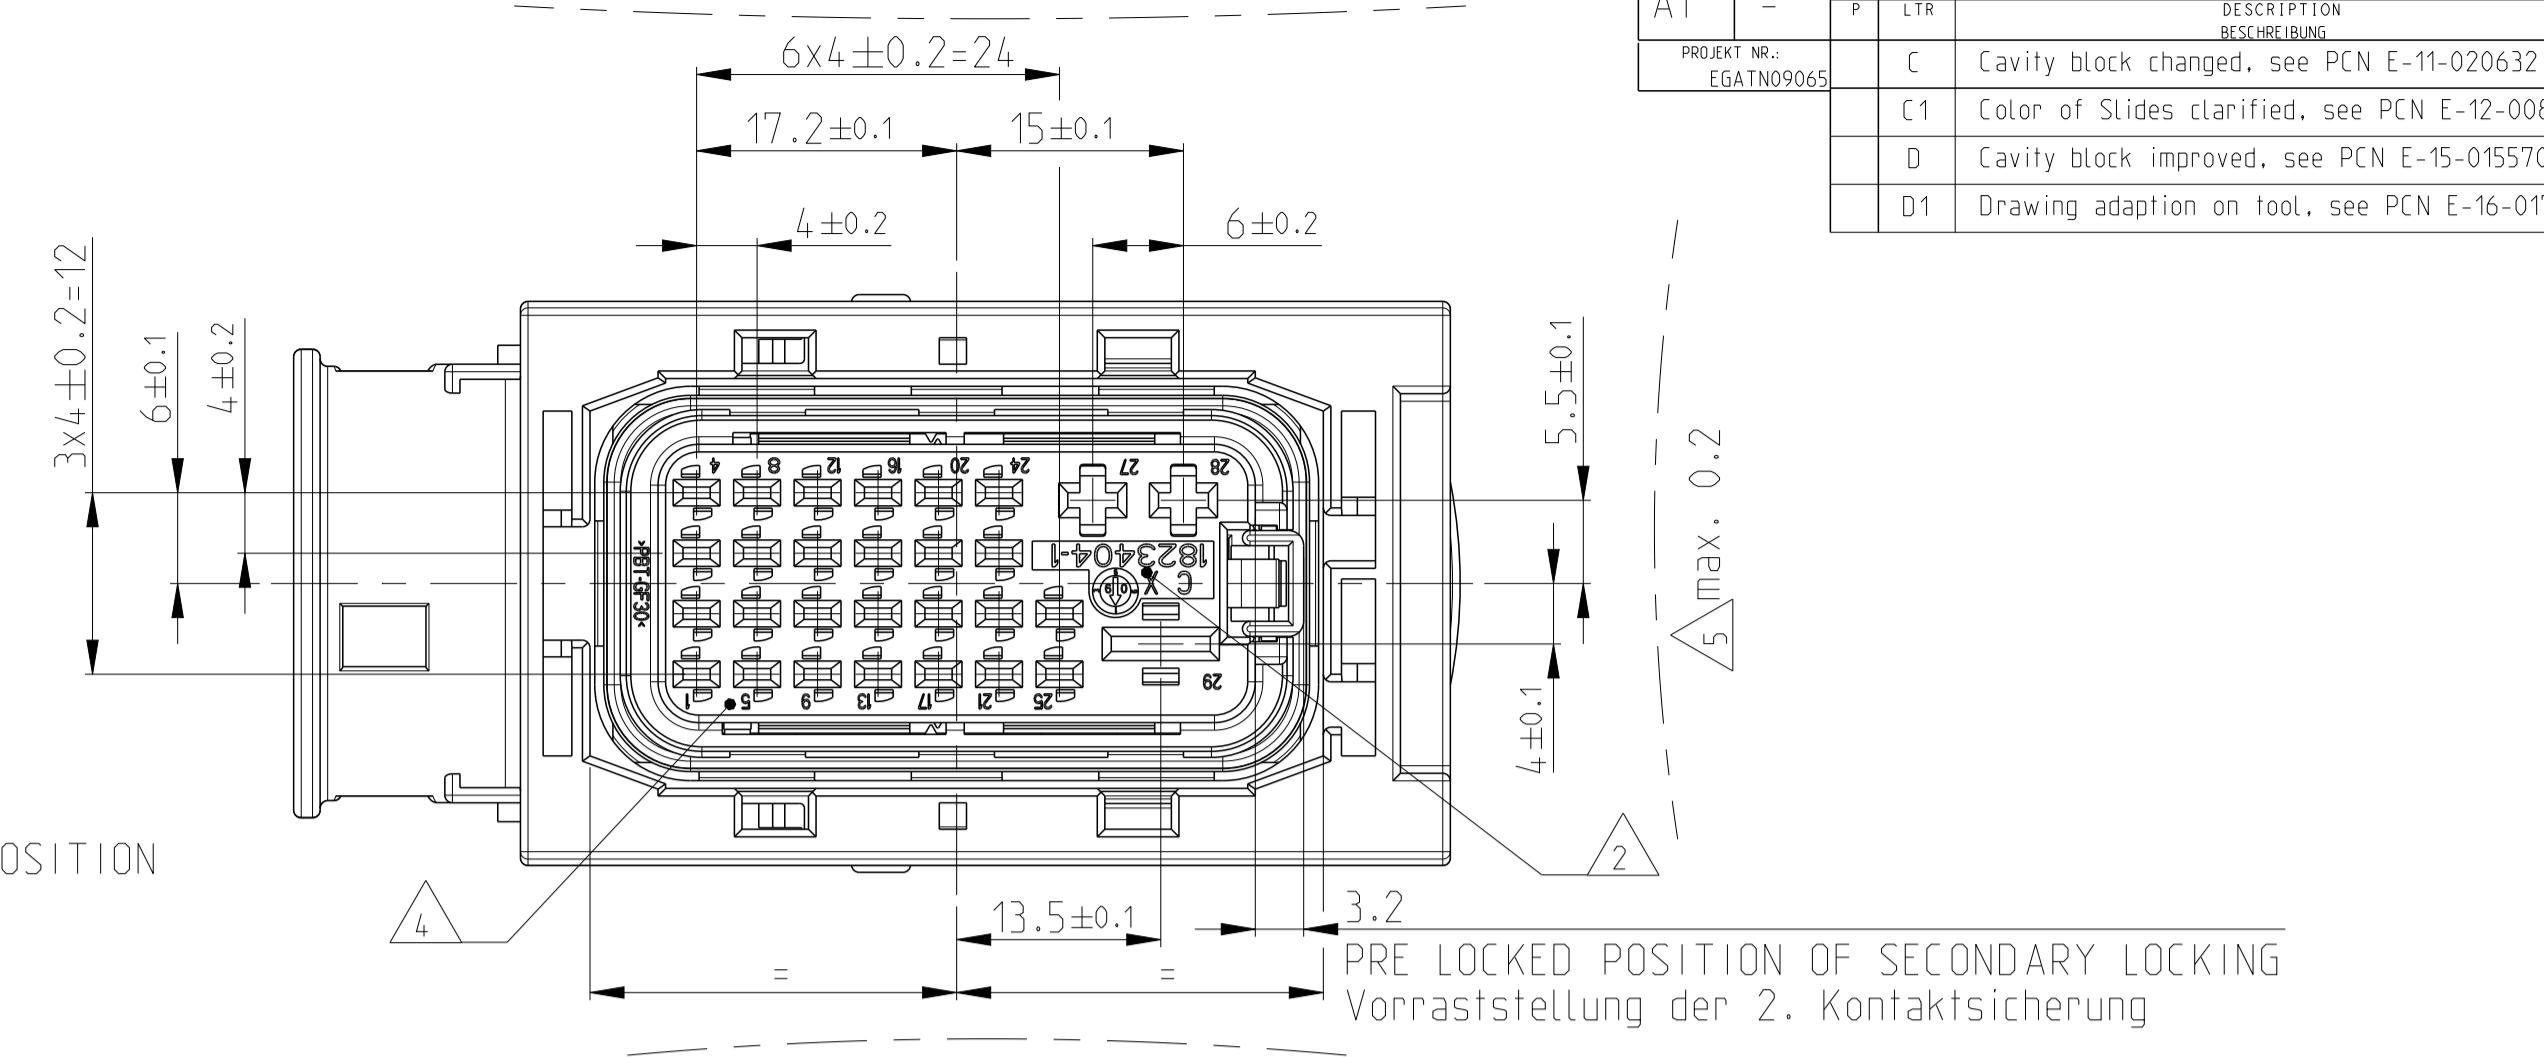 A1 –
P LTR DESCRIPTION
BESCHREIBUNG
PROJEKT NR.:
EGATN09065
C Cavity block changed, see PCN E-11-020632
C1 Color of Slides clarified, see PCN E-12-008
D Cavity block improved, see PCN E-15-015570
D1 Drawing adaption on tool, see PCN E-16-01
6x4±0.2=24
17.2±0.1 15±0.1
4±0.2 6±0.2
3x4±0.2=12
6±0.1
4±0.2
5.5±0.1
4±0.1
max. 0.2
5
4 8 12 16 20 24 27 28
>PBT-GF30<
1823404-1
X C
09
1 5 9 13 17 21 25 29
OSITION
4
2
13.5±0.1
3.2
= =
PRE LOCKED POSITION OF SECONDARY LOCKING
Vorraststellung der 2. Kontaktsicherung